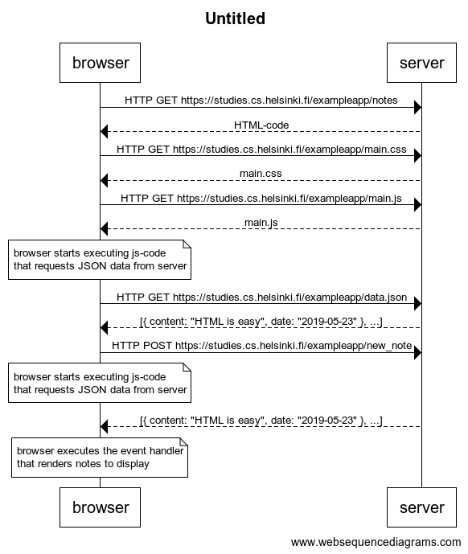 Untitled
browser
server
HTTP GET https://studies.cs.helsinki.fi/exampleapp/notes
HTML-code
HTTP GET https://studies.cs.helsinki.fi/exampleapp/main.css
main.css
HTTP GET https://studies.cs.helsinki.fi/exampleapp/main.js
main.js
browser starts executing js-code
that requests JSON data from server
HTTP GET https://studies.cs.helsinki.fi/exampleapp/data.json
[{ content: "HTML is easy", date: "2019-05-23" }, ...]
HTTP POST https://studies.cs.helsinki.fi/exampleapp/new_note
browser starts executing js-code
that requests JSON data from server
[{ content: "HTML is easy", date: "2019-05-23" }, ...]
browser executes the event handler
that renders notes to display
browser
server
www.websequencediagrams.com